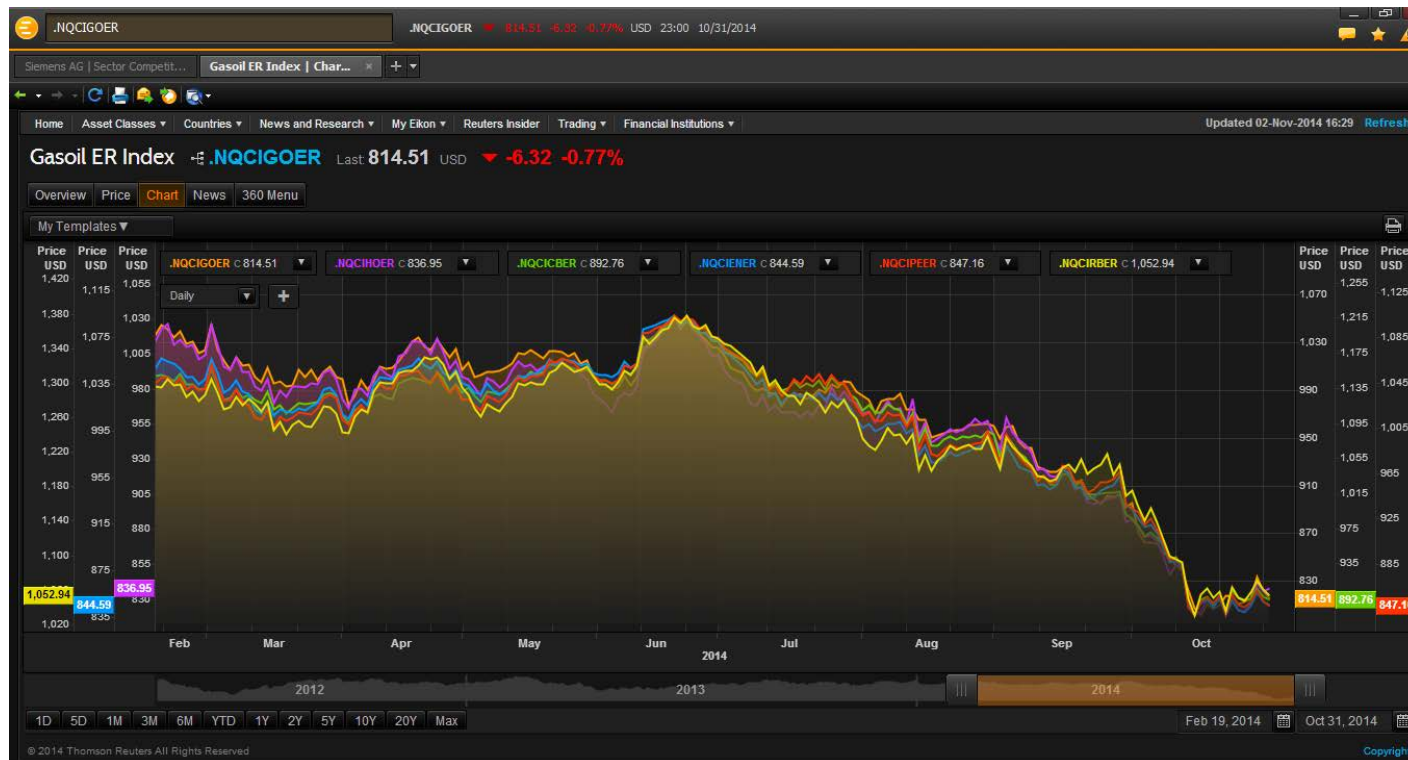 .NQCIGOER
.NQCIGOER 814.51 -6.32 -0.77% USD 23:00 10/31/2014
Siemens AG | Sector Competit...
Gasoil ER Index | Char...
Home Asset Classes Countries News and Research My Eikon Reuters Insider Trading Financial Institutions
Updated 02-Nov-2014 16:29 Refresh
Gasoil ER Index .NQCIGOER Last 814.51 USD -6.32 -0.77%
Overview Price Chart News 360 Menu
My Templates
Price Price Price
USD USD USD
.NQCIGOER C 814.51 .NQCIHOER C 836.95 .NQCICBER C 892.76 .NQCIENER C 844.59 .NQCIPEER C 847.16 .NQCIRBER C 1,052.94
Price Price Price
USD USD USD
Daily
1,420
1,380
1,340
1,300
1,260
1,220
1,180
1,140
1,100
1,052.94
1,020
1,115
1,075
1,035
995
955
915
875
844.59
835
1,055
1,030
1,005
980
955
930
905
880
855
836.95
830
1,070
1,030
990
950
910
870
830
814.51
1,255
1,215
1,175
1,135
1,095
1,055
1,015
975
935
892.76
1,125
1,085
1,045
1,005
965
925
885
Feb Mar Apr May Jun Jul Aug Sep Oct
2014
2012 2013 2014
1D 5D 1M 3M 6M YTD 1Y 2Y 5Y 10Y 20Y Max
Feb 19, 2014 Oct 31, 2014
© 2014 Thomson Reuters All Rights Reserved